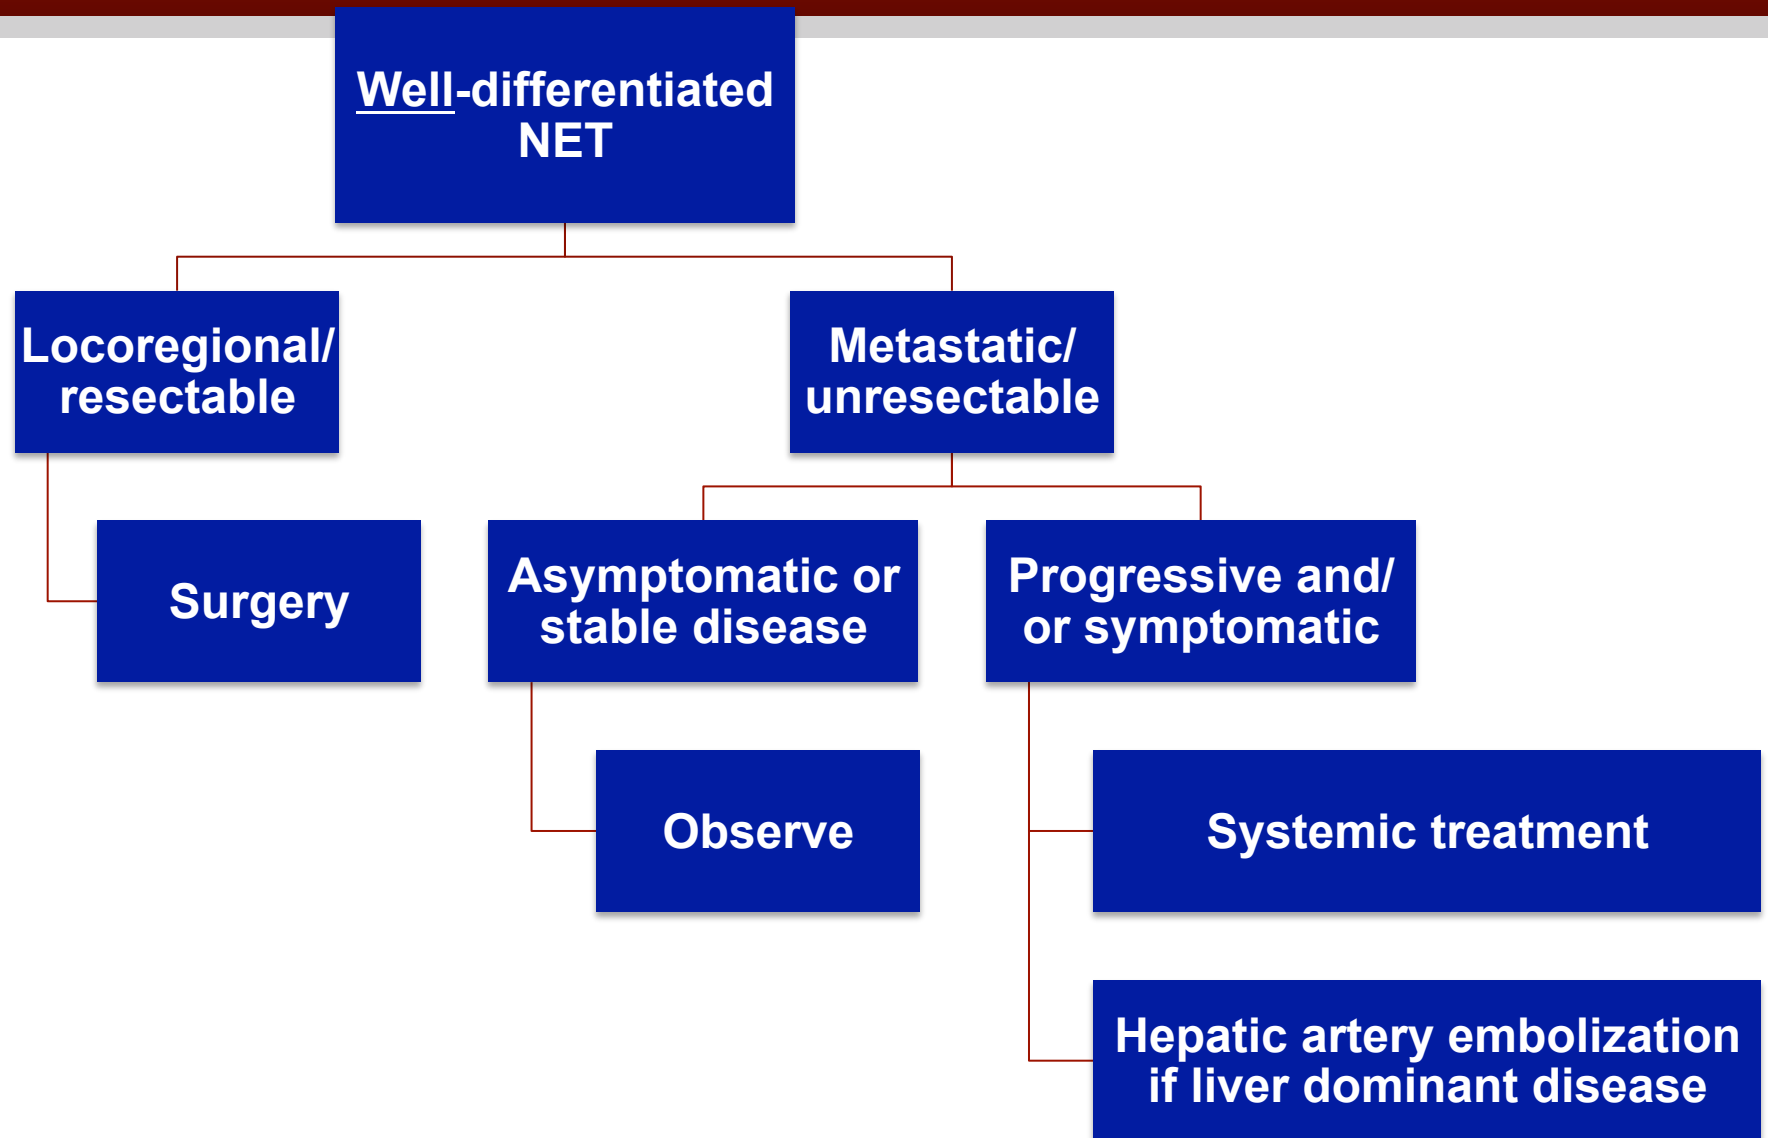 Well-differentiated
NET
Locoregional/
resectable
Metastatic/
unresectable
Surgery
Asymptomatic or
stable disease
Progressive and/
or symptomatic
Observe
Systemic treatment
Hepatic artery embolization
if liver dominant disease